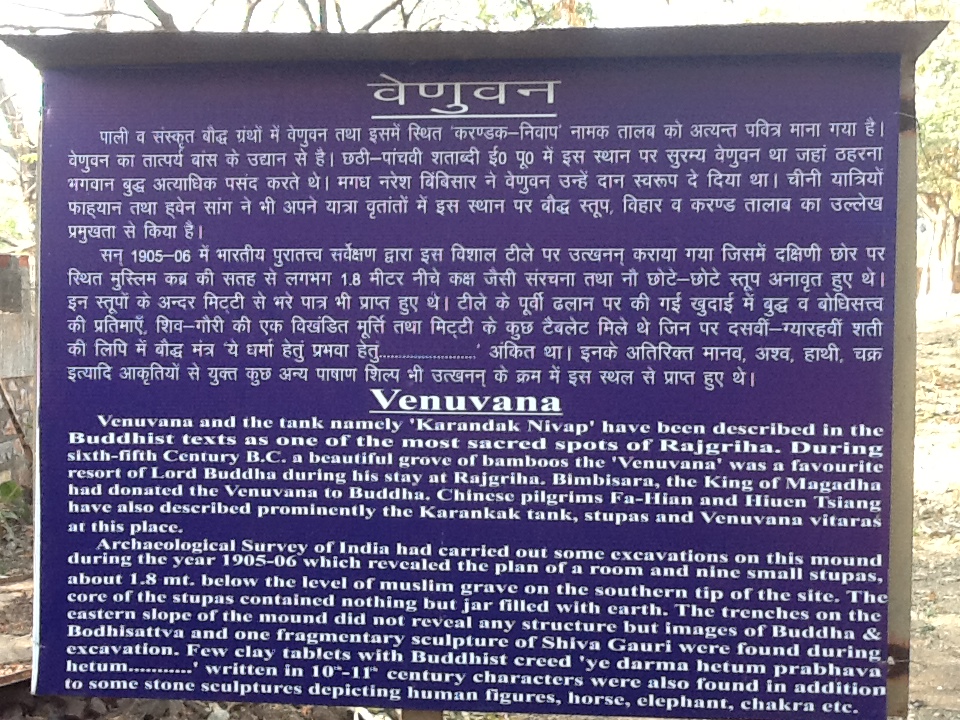 वेणुवन
पाली व संस्कृत बौद्ध ग्रंथों में वेणुवन तथा इसमें स्थित 'करण्डक–निवाप' नामक तालब को अत्यन्त पवित्र माना गया है।
वेणुवन का तात्पर्य बांस के उद्यान से है। छठी–पांचवी शताब्दी ई0 पू0 में इस स्थान पर सुरम्य वेणुवन था जहां ठहरना
भगवान बुद्ध अत्याधिक पसंद करते थे। मगध नरेश बिंबिसार ने वेणुवन उन्हें दान स्वरूप दे दिया था। चीनी यात्रियों
फाह्यान तथा ह्वेन सांग ने भी अपने यात्रा वृतांतों में इस स्थान पर बौद्ध स्तूप, विहार व करण्ड तालाब का उल्लेख
प्रमुखता से किया है।
सन् 1905–06 में भारतीय पुरातत्त्व सर्वेक्षण द्वारा इस विशाल टीले पर उत्खनन् कराया गया जिसमें दक्षिणी छोर पर
स्थित मुस्लिम कब्र की सतह से लगभग 1.8 मीटर नीचे कक्ष जैसी संरचना तथा नौ छोटे–छोटे स्तूप अनावृत हुए थे।
इन स्तूपों के अन्दर मिट्टी से भरे पात्र भी प्राप्त हुए थे। टीले के पूर्वी ढलान पर की गई खुदाई में बुद्ध व बोधिसत्त्व
की प्रतिमाएँ, शिव–गौरी की एक विखंडित मूर्त्ति तथा मिट्टी के कुछ टैबलेट मिले थे जिन पर दसवीं–ग्यारहवीं शती
की लिपि में बौद्ध मंत्र 'ये धर्मा हेतुं प्रभवा हेतु........................' अंकित था। इनके अतिरिक्त मानव, अश्व, हाथी, चक्र
इत्यादि आकृतियों से युक्त कुछ अन्य पाषाण शिल्प भी उत्खनन् के क्रम में इस स्थल से प्राप्त हुए थे।
Venuvana
Venuvana and the tank namely 'Karandak Nivap' have been described in the
Buddhist texts as one of the most sacred spots of Rajgriha. During
sixth-fifth Century B.C. a beautiful grove of bamboos the 'Venuvana' was a favourite
resort of Lord Buddha during his stay at Rajgriha. Bimbisara, the King of Magadha
had donated the Venuvana to Buddha. Chinese pilgrims Fa-Hian and Hiuen Tsiang
have also described prominently the Karankak tank, stupas and Venuvana vitaras
at this place.
Archaeological Survey of India had carried out some excavations on this mound
during the year 1905-06 which revealed the plan of a room and nine small stupas,
about 1.8 mt. below the level of muslim grave on the southern tip of the site. The
core of the stupas contained nothing but jar filled with earth. The trenches on the
eastern slope of the mound did not reveal any structure but images of Buddha &
Bodhisattva and one fragmentary sculpture of Shiva Gauri were found during
excavation. Few clay tablets with Buddhist creed 'ye darma hetum prabhava
hetum...........' written in 10th-11th century characters were also found in addition
to some stone sculptures depicting human figures, horse, elephant, chakra etc.